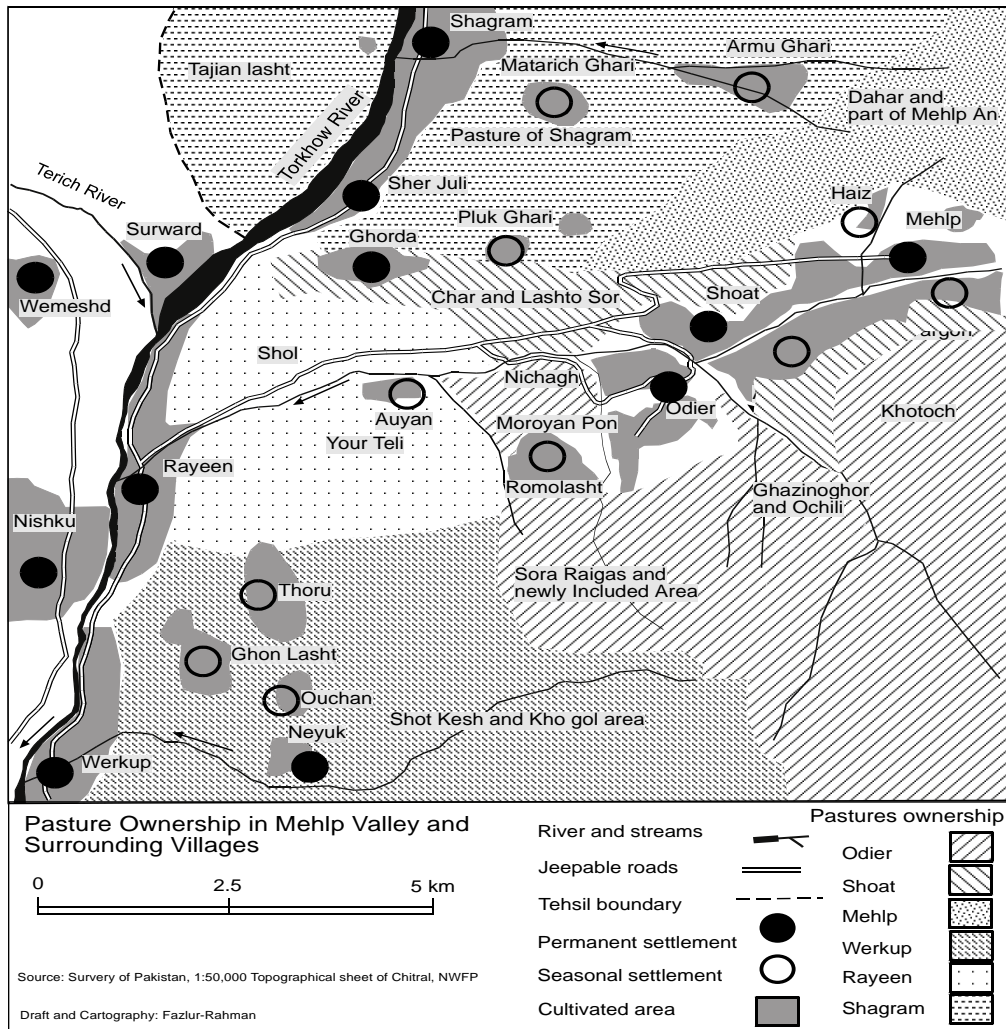 Shagram
Tajian lasht
Matarich Ghari
Armu Ghari
Dahar and
part of Mehlp An
Torkhow River
Pasture of Shagram
Terich River
Sher Juli
Haiz
Mehlp
Surward
Pluk Ghari
Ghorda
Wemeshd
Char and Lashto Sor
Shoat
argon
Shol
Nichagh
Khotoch
Auyan
Odier
Your Teli
Moroyan Pon
Rayeen
Romolasht
Ghazinoghor
and Ochili
Nishku
Sora Raigas and
newly Included Area
Thoru
Ghon Lasht
Ouchan
Shot Kesh and Kho gol area
Neyuk
Werkup
Pasture Ownership in Mehlp Valley and
Surrounding Villages
0 2.5 5 km
Source: Survery of Pakistan, 1:50,000 Topographical sheet of Chitral, NWFP
Draft and Cartography: Fazlur-Rahman
River and streams
Jeepable roads
Tehsil boundary
Permanent settlement
Seasonal settlement
Cultivated area
Pastures ownership
Odier
Shoat
Mehlp
Werkup
Rayeen
Shagram